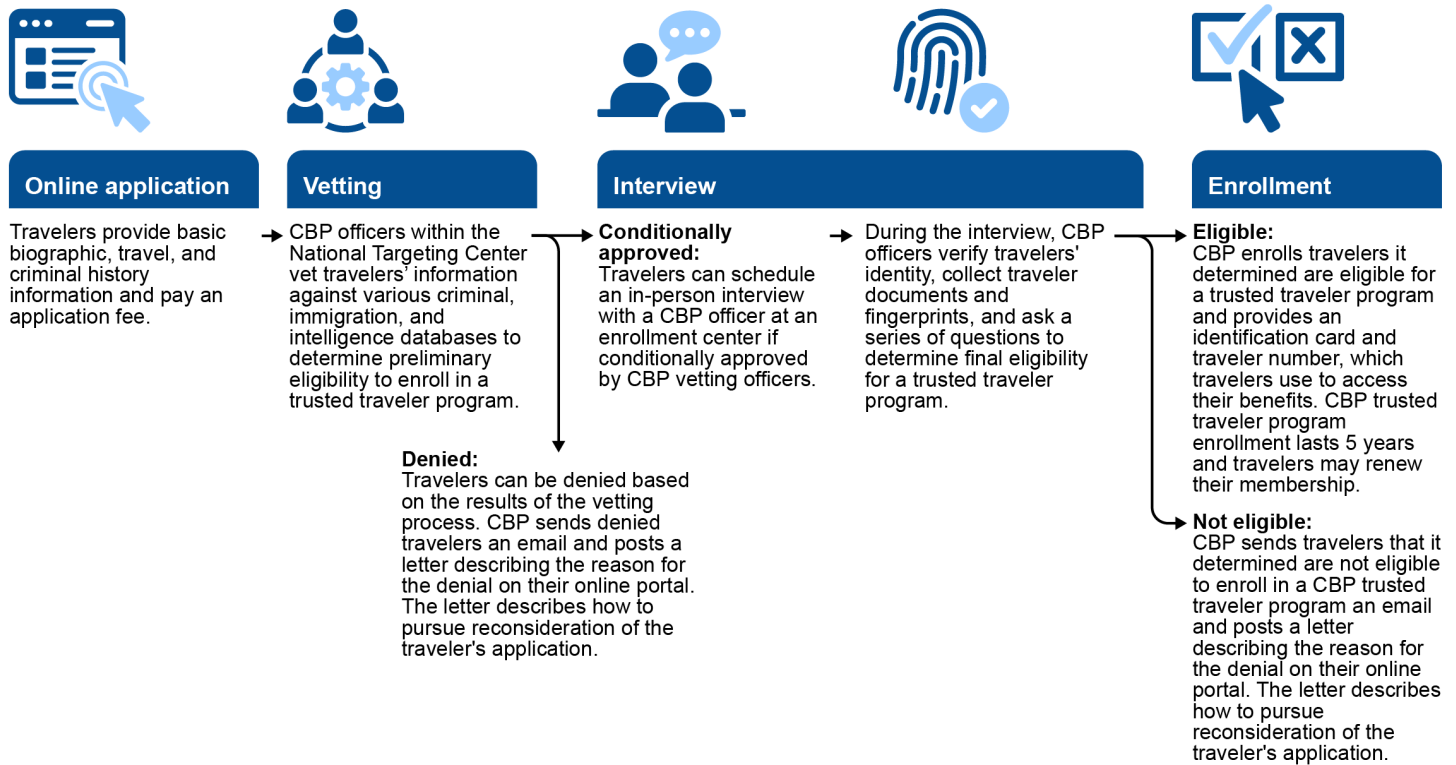 Online application
Travelers provide basic
biographic, travel, and
criminal history
information and pay an
application fee.
Vetting
CBP officers within the
National Targeting Center
vet travelers’ information
against various criminal,
immigration, and
intelligence databases to
determine preliminary
eligibility to enroll in a
trusted traveler program.
Denied:
Travelers can be denied based
on the results of the vetting
process. CBP sends denied
travelers an email and posts a
letter describing the reason for
the denial on their online portal.
The letter describes how to
pursue reconsideration of the
traveler's application.
Interview
Conditionally
approved:
Travelers can schedule
an in-person interview
with a CBP officer at an
enrollment center if
conditionally approved
by CBP vetting officers.
During the interview, CBP
officers verify travelers'
identity, collect traveler
documents and
fingerprints, and ask a
series of questions to
determine final eligibility
for a trusted traveler
program.
Enrollment
Eligible:
CBP enrolls travelers it
determined are eligible for
a trusted traveler program
and provides an
identification card and
traveler number, which
travelers use to access
their benefits. CBP trusted
traveler program
enrollment lasts 5 years
and travelers may renew
their membership.
Not eligible:
CBP sends travelers that it
determined are not eligible
to enroll in a CBP trusted
traveler program an email
and posts a letter
describing the reason for
the denial on their online
portal. The letter describes
how to pursue
reconsideration of the
traveler's application.